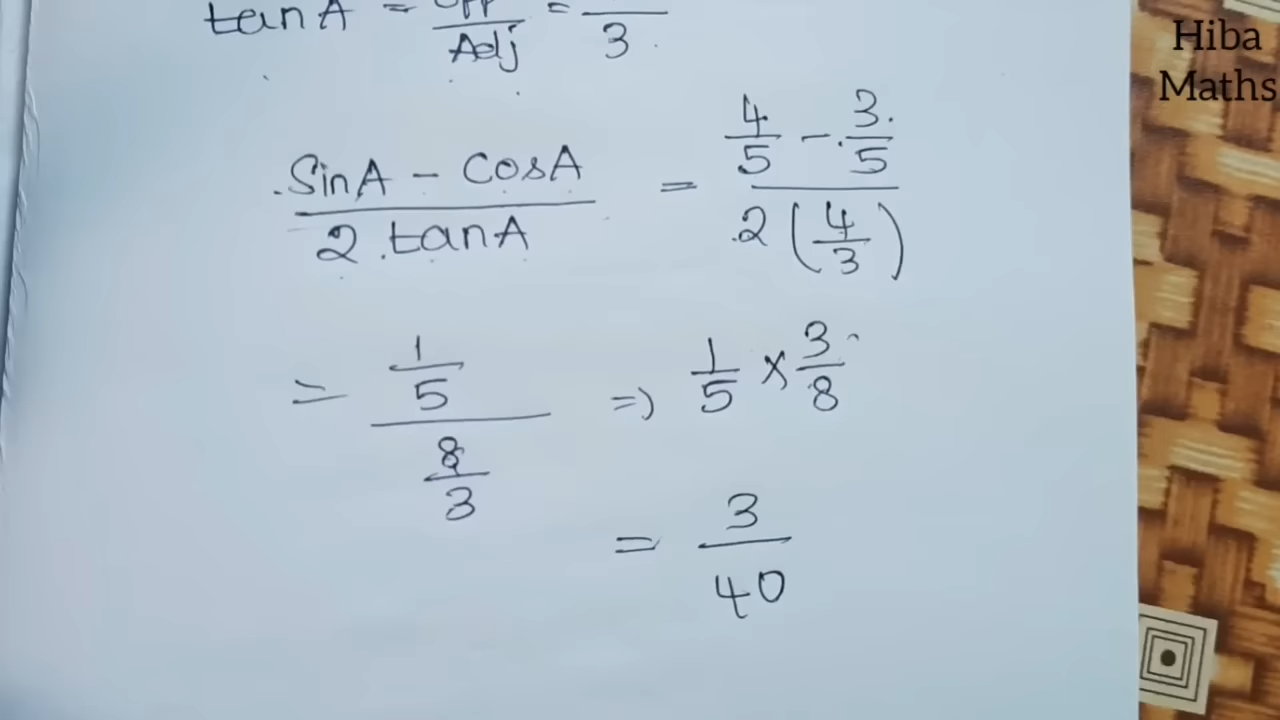 tanA = Opp/Adj = /3
SinA - CosA / 2.tanA = 4/5 - 3/5 / 2(4/3)
= 1/5 / 8/3 => 1/5 × 3/8
= 3/40
Hiba
Maths